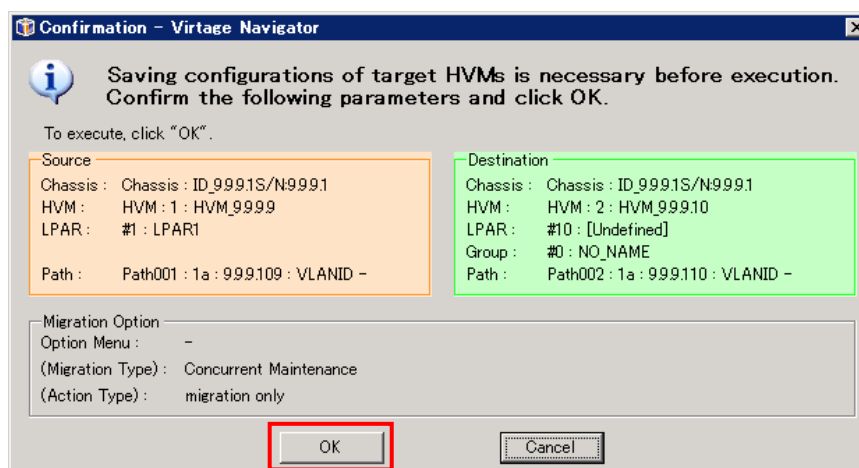 Confirmation - Virtage Navigator
Saving configurations of target HVMs is necessary before execution.
Confirm the following parameters and click OK.
To execute, click "OK".
Source
Chassis : Chassis : ID_9.9.9.1S/N:9.9.9.1
HVM : HVM : 1 : HVM_9.9.9.9
LPAR : #1 : LPAR1
Path : Path001 : 1a : 9.9.9.109 : VLANID -
Destination
Chassis : Chassis : ID_9.9.9.1S/N:9.9.9.1
HVM : HVM : 2 : HVM_9.9.9.10
LPAR : #10 : [Undefined]
Group : #0 : NO_NAME
Path : Path002 : 1a : 9.9.9.110 : VLANID -
Migration Option
Option Menu : -
(Migration Type) : Concurrent Maintenance
(Action Type) : migration only
OK Cancel